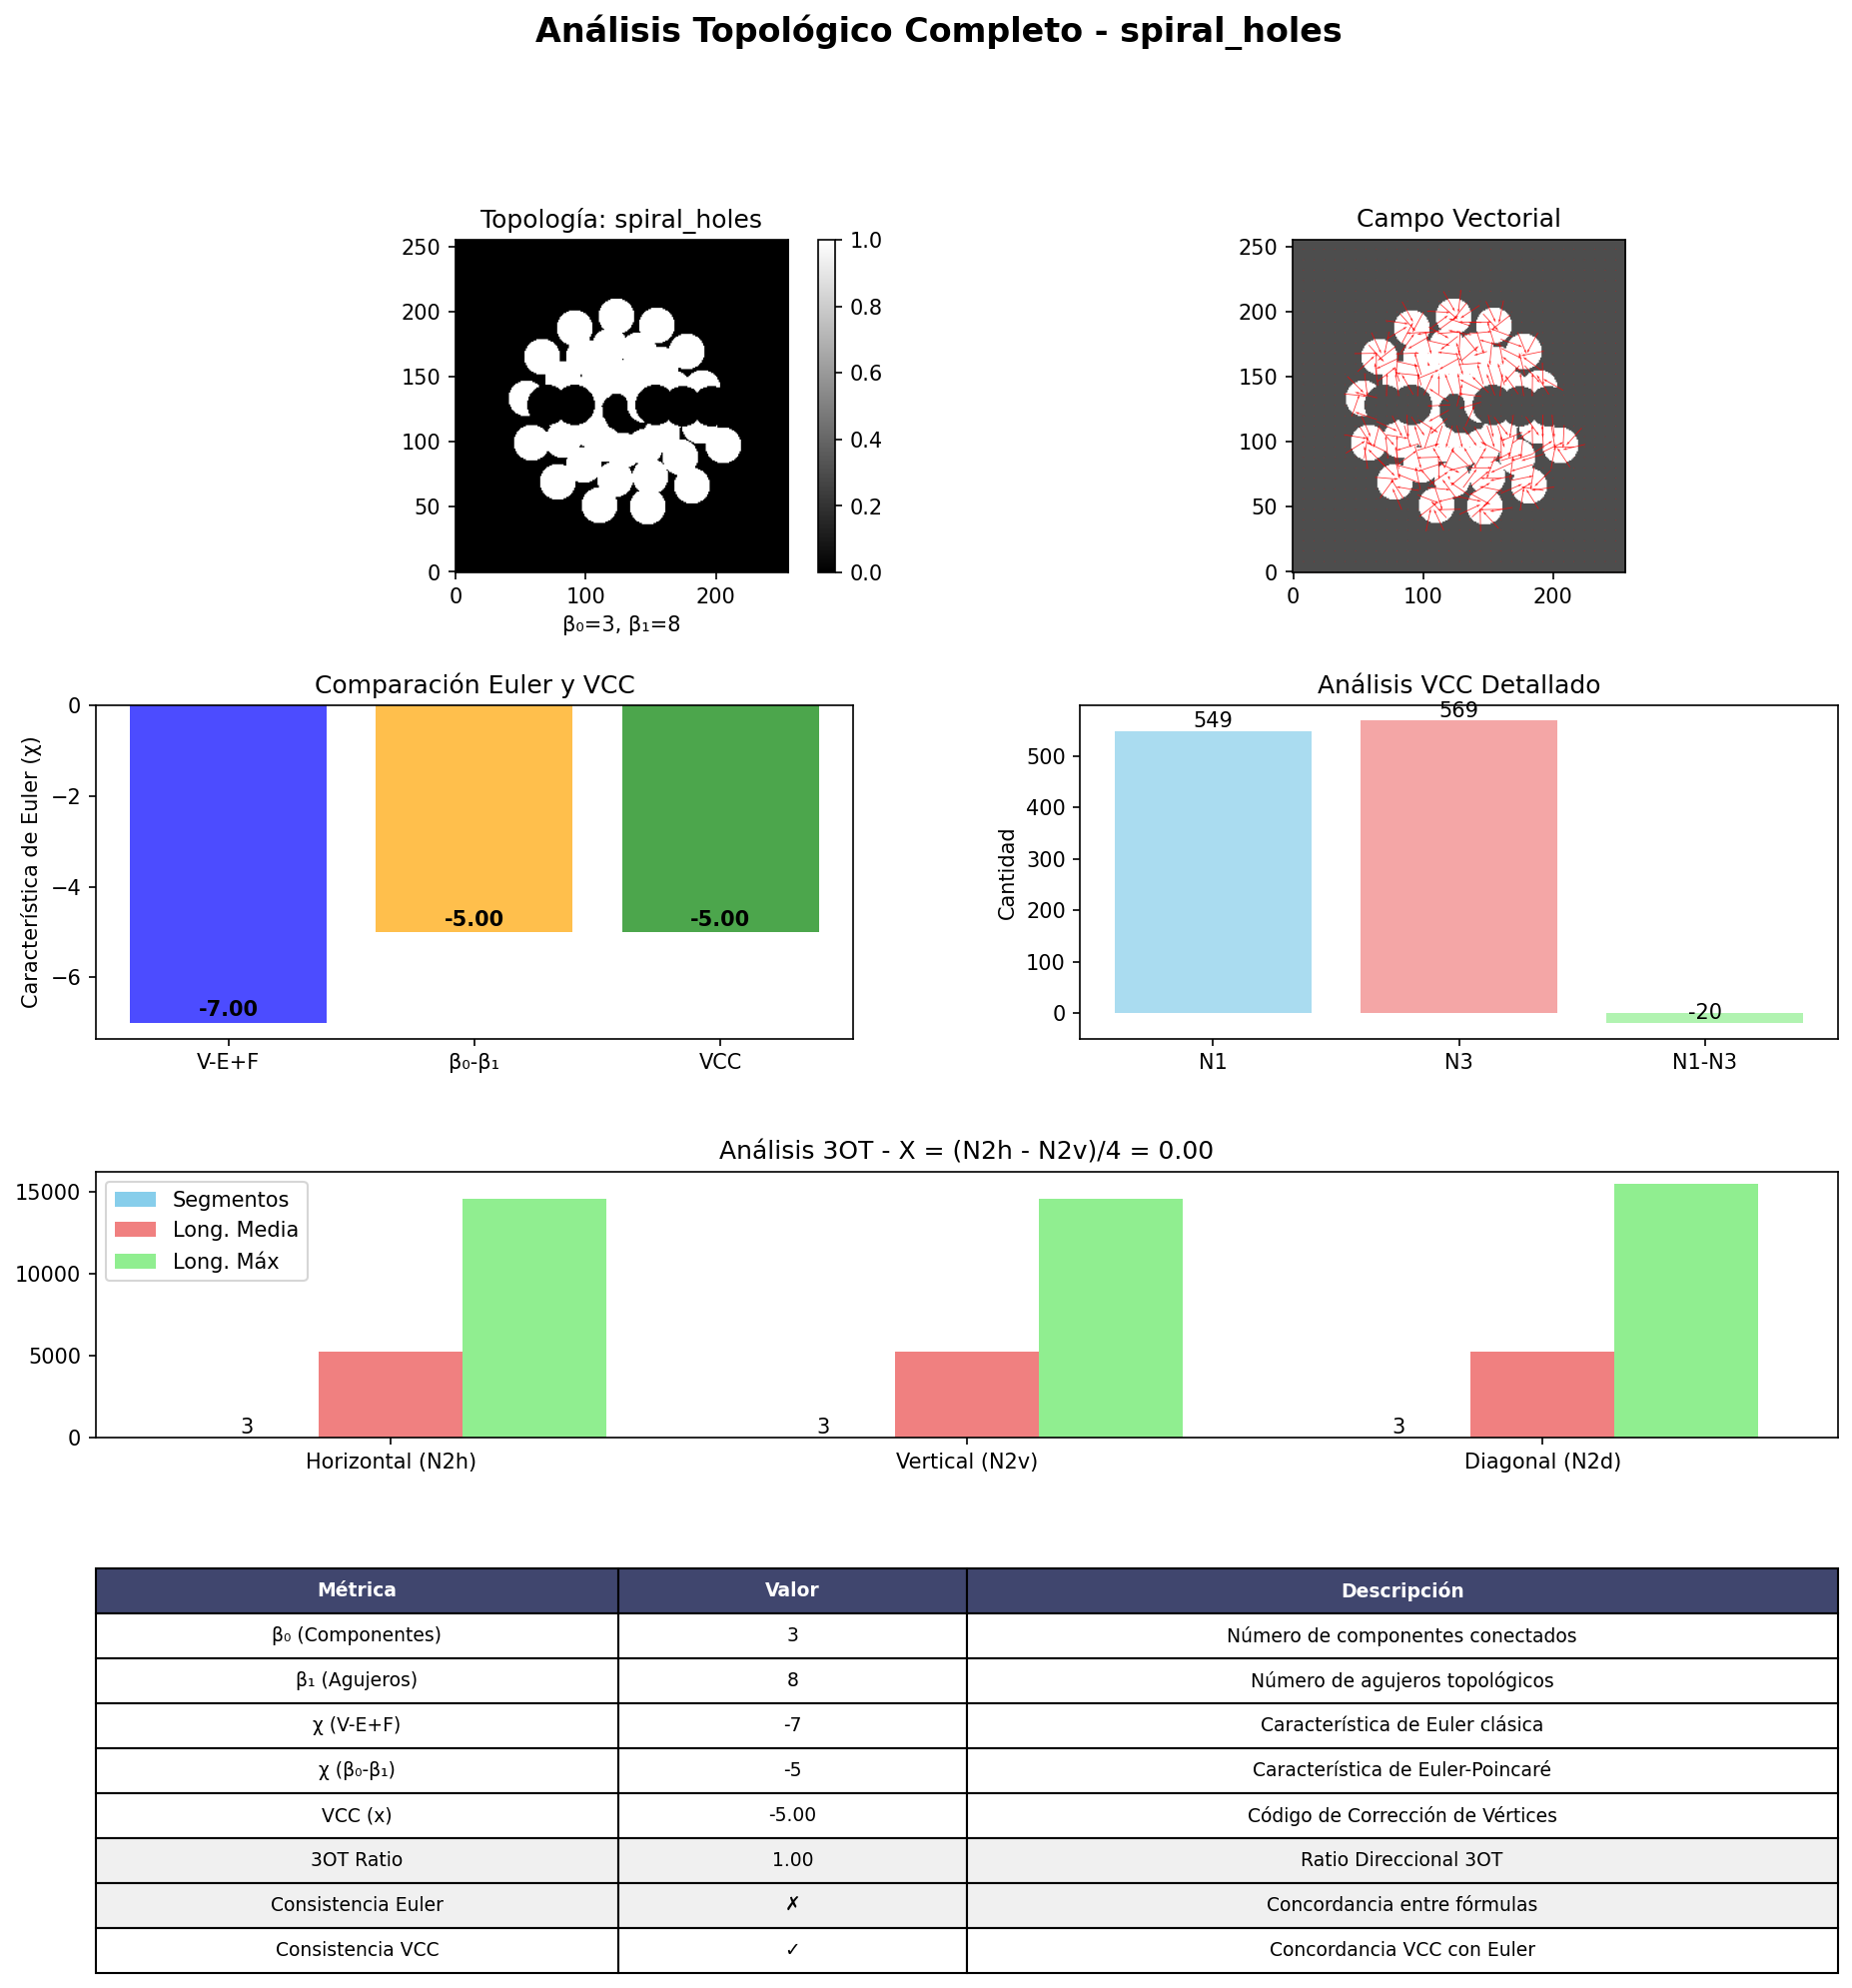 Análisis Topológico Completo - spiral_holes
Topología: spiral_holes
250
200
150
100
50
0
0 100 200
β₀=3, β₁=8
1.0
0.8
0.6
0.4
0.2
0.0
Campo Vectorial
250
200
150
100
50
0
0 100 200
Comparación Euler y VCC
Característica de Euler (χ)
0
−2
−4
−6
-7.00
-5.00
-5.00
V-E+F β₀-β₁ VCC
Análisis VCC Detallado
Cantidad
500
400
300
200
100
0
549
569
-20
N1 N3 N1-N3
Análisis 3OT - X = (N2h - N2v)/4 = 0.00
15000
10000
5000
0
Segmentos
Long. Media
Long. Máx
3 3 3
Horizontal (N2h) Vertical (N2v) Diagonal (N2d)
Métrica Valor Descripción
β₀ (Componentes) 3 Número de componentes conectados
β₁ (Agujeros) 8 Número de agujeros topológicos
χ (V-E+F) -7 Característica de Euler clásica
χ (β₀-β₁) -5 Característica de Euler-Poincaré
VCC (x) -5.00 Código de Corrección de Vértices
3OT Ratio 1.00 Ratio Direccional 3OT
Consistencia Euler ✗ Concordancia entre fórmulas
Consistencia VCC ✓ Concordancia VCC con Euler